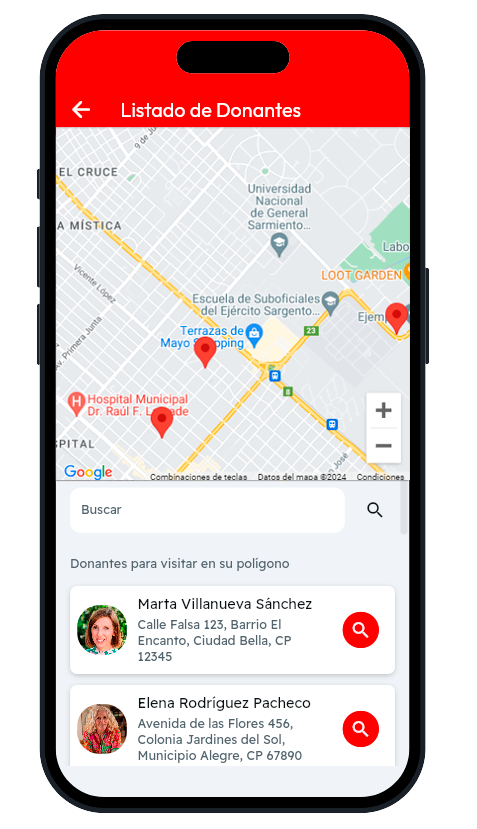 Listado de Donantes
9 de Ju
EL CRUCE
Universidad
Nacional
de General
Sarmiento...
A MÍSTICA
Labo
Vicente López
LOOT GARDEN
Escuela de Suboficiales
del Ejército Sargento...
Ejem
23
Terrazas de
Mayo Shopping
Av. Primera Junta
8
Hospital Municipal
Dr. Raúl F. Larcade
SPITAL
José
Google
Combinaciones de teclas Datos del mapa ©2024 Condiciones
Buscar
Donantes para visitar en su polígono
Marta Villanueva Sánchez
Calle Falsa 123, Barrio El
Encanto, Ciudad Bella, CP
12345
Elena Rodríguez Pacheco
Avenida de las Flores 456,
Colonia Jardines del Sol,
Municipio Alegre, CP 67890